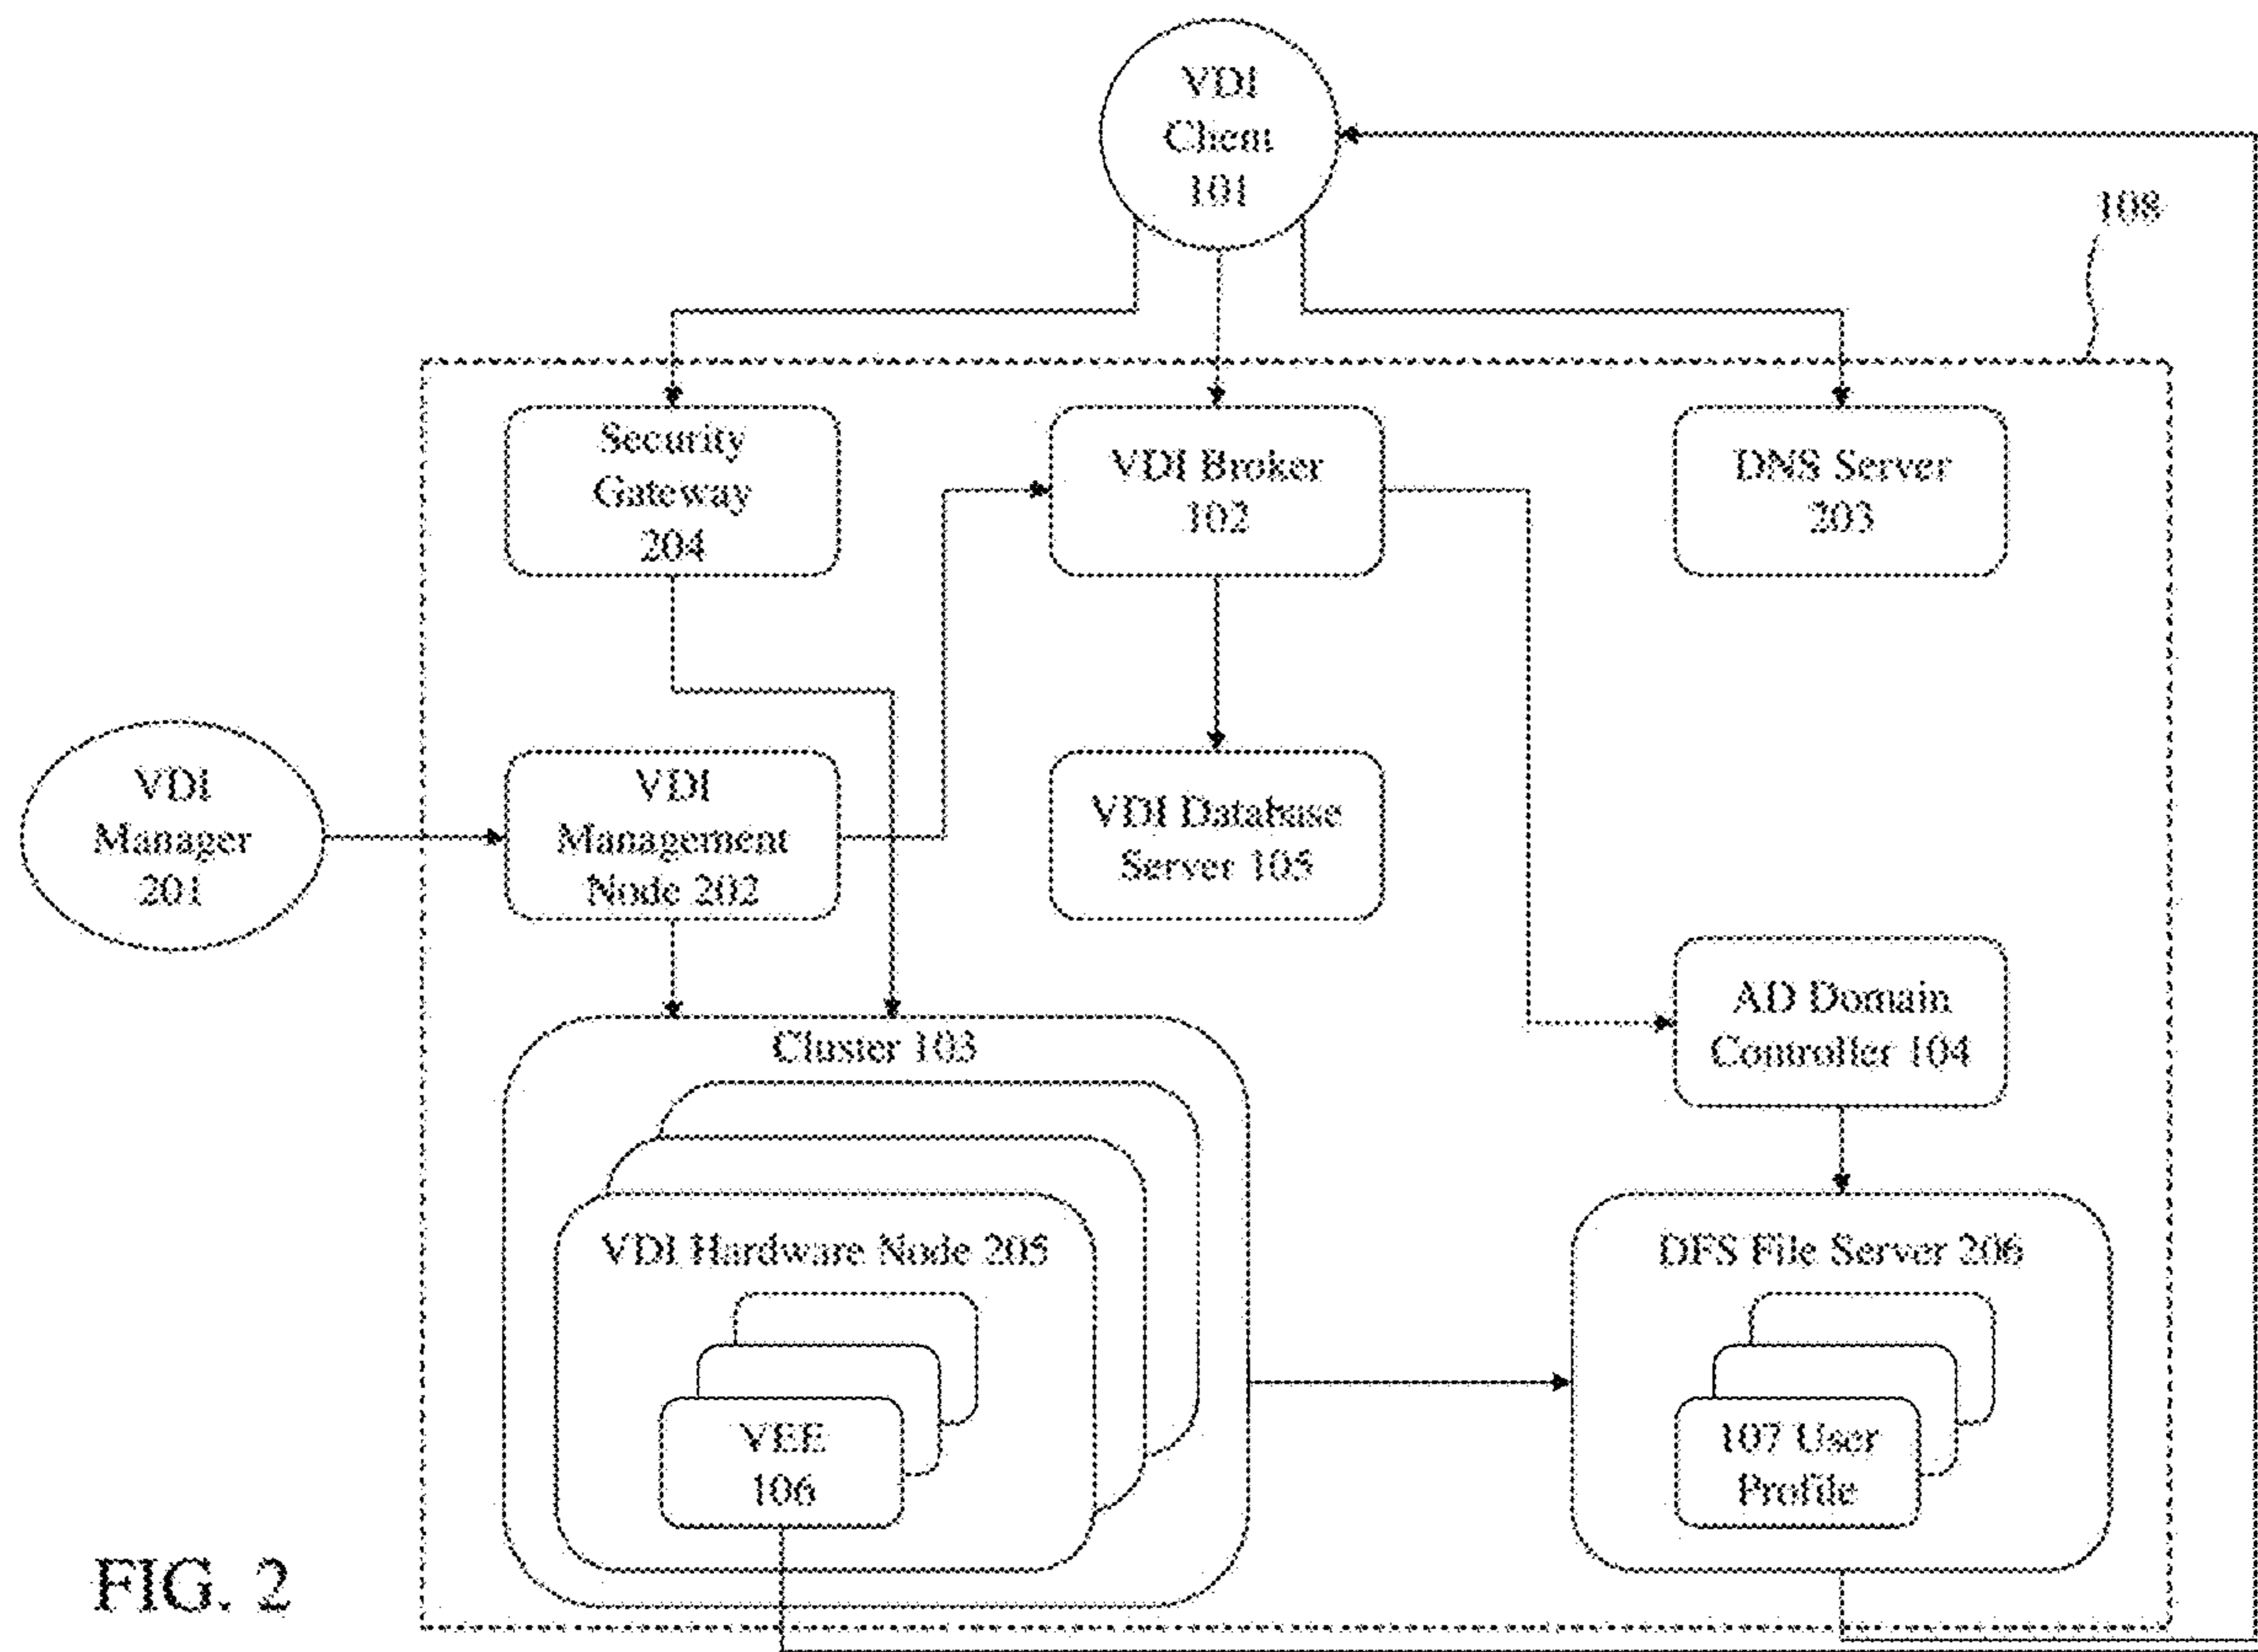 VDI
Client
101
108
Security
Gateway
204
VDI Broker
102
DNS Server
203
VDI
Manager
201
VDI
Management
Node 202
VDI Database
Server 105
AD Domain
Controller 104
Cluster 103
VDI Hardware Node 205
VEE
106
DFS File Server 206
107 User
Profile
FIG. 2